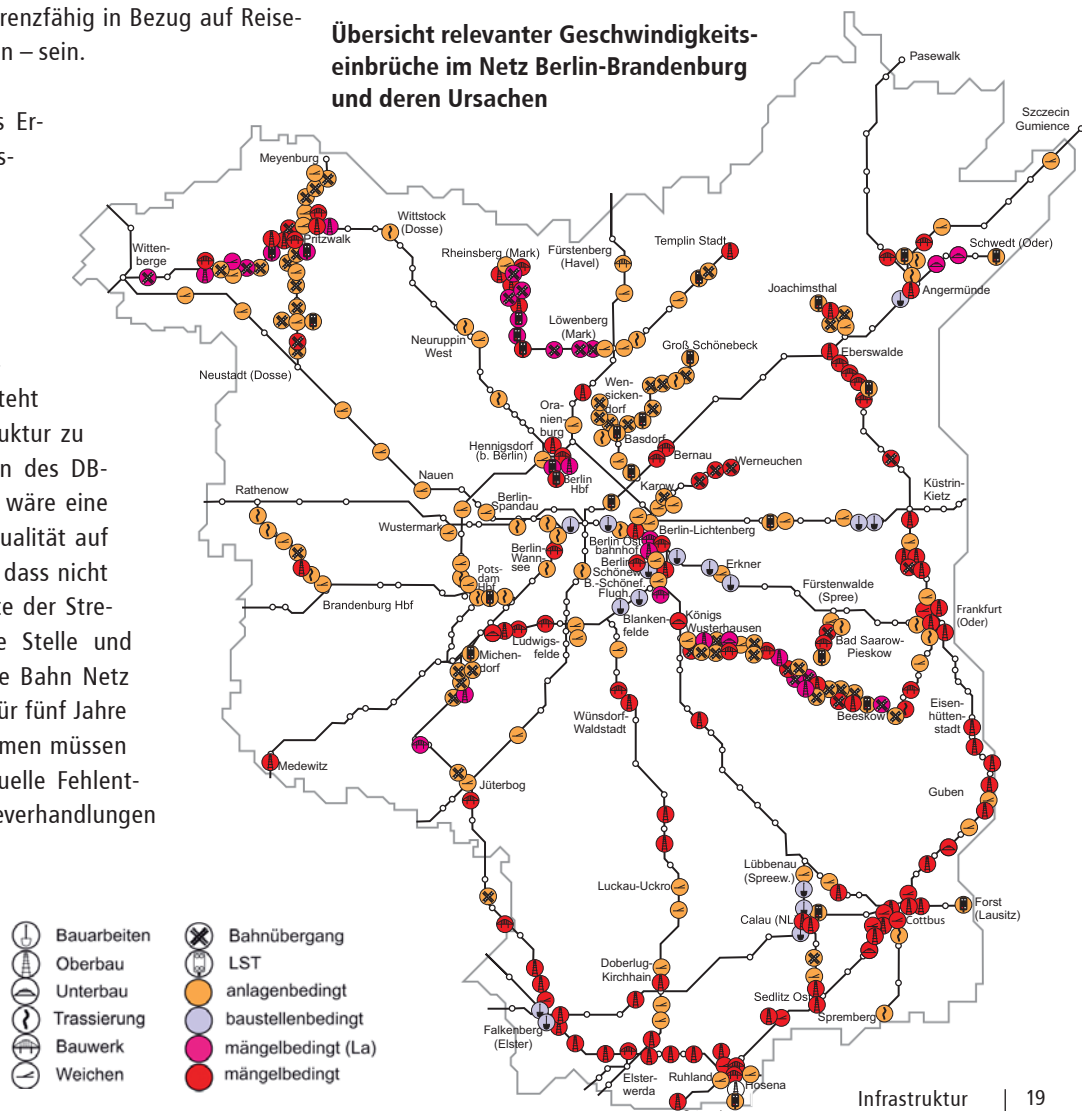 renzfähig in Bezug auf Reise-
n – sein.
s Er-
s-
teht
uktur zu
n des DB-
wäre eine
ualität auf
dass nicht
te der Stre-
e Stelle und
e Bahn Netz
ür fünf Jahre
men müssen
uelle Fehlent-
everhandlungen
Übersicht relevanter Geschwindigkeits-
einbrüche im Netz Berlin-Brandenburg
und deren Ursachen
Pasewalk
Szczecin
Gumience
Meyenburg
Wittstock
(Dosse)
Pritzwalk
Witten-
berge
Rheinsberg (Mark)
Fürstenberg
(Havel)
Templin Stadt
Schwedt (Oder)
Joachimsthal
Angermünde
Löwenberg
(Mark)
Neuruppin
West
Groß Schönebeck
Eberswalde
Neustadt (Dosse)
Wen-
sicken-
dorf
Ora-
nien-
burg
Basdorf
Hennigsdorf
(b. Berlin)
Bernau
Werneuchen
Berlin
Hbf
Nauen
Karow
Küstrin-
Kietz
Rathenow
Berlin-
Spandau
Wustermark
Berlin-Lichtenberg
Berlin Ost-
bahnhof
Berlin-
Wann-
see
Berlin
Schönew.
B.-Schönef.
Flugh.
Erkner
Pots-
dam
Hbf
Fürstenwalde
(Spree)
Brandenburg Hbf
Blanken-
felde
Königs
Wusterhausen
Frankfurt
(Oder)
Ludwigs-
felde
Bad Saarow-
Pieskow
Michen-
dorf
Beeskow
Eisen-
hütten-
stadt
Wünsdorf-
Waldstadt
Medewitz
Jüterbog
Guben
Lübbenau
(Spreew.)
Luckau-Uckro
Calau (NL)
Cottbus
Forst
(Lausitz)
Doberlug-
Kirchhain
Sedlitz Ost
Spremberg
Falkenberg
(Elster)
Elster-
werda
Ruhland
Hosena
Bauarbeiten
Oberbau
Unterbau
Trassierung
Bauwerk
Weichen
Bahnübergang
LST
anlagenbedingt
baustellenbedingt
mängelbedingt (La)
mängelbedingt
Infrastruktur | 19